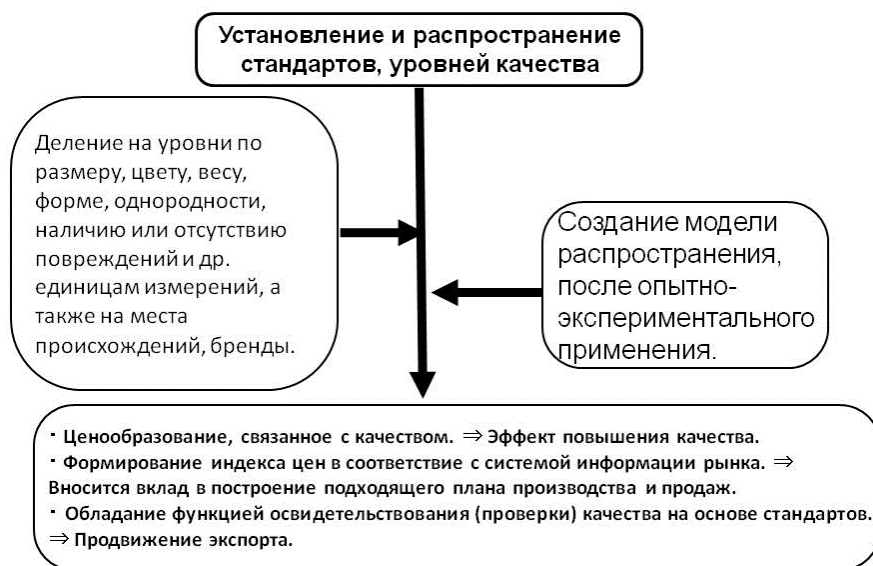 Установление и распространение
стандартов, уровней качества
Деление на уровни по
размеру, цвету, весу,
форме, однородности,
наличию или отсутствию
повреждений и др.
единицам измерений, а
также на места
происхождений, бренды.
Создание модели
распространения,
после опытно-
экспериментального
применения.
· Ценообразование, связанное с качеством. ⇒ Эффект повышения качества.
· Формирование индекса цен в соответствие с системой информации рынка. ⇒
Вносится вклад в построение подходящего плана производства и продаж.
· Обладание функцией освидетельствования (проверки) качества на основе стандартов.
⇒ Продвижение экспорта.